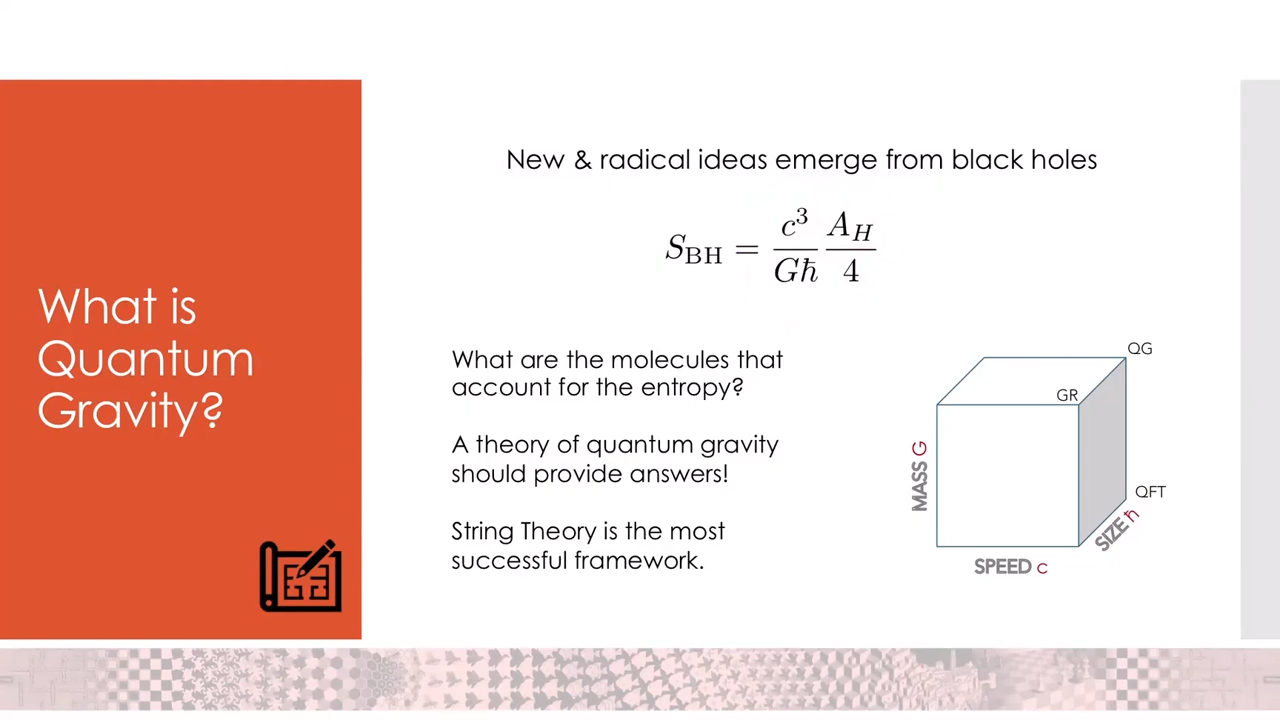 What is
Quantum
Gravity?
New & radical ideas emerge from black holes
S_BH = c³/Għ A_H/4
What are the molecules that
account for the entropy?
A theory of quantum gravity
should provide answers!
String Theory is the most
successful framework.
QG
GR
MASS G
QFT
SIZE ħ
SPEED c